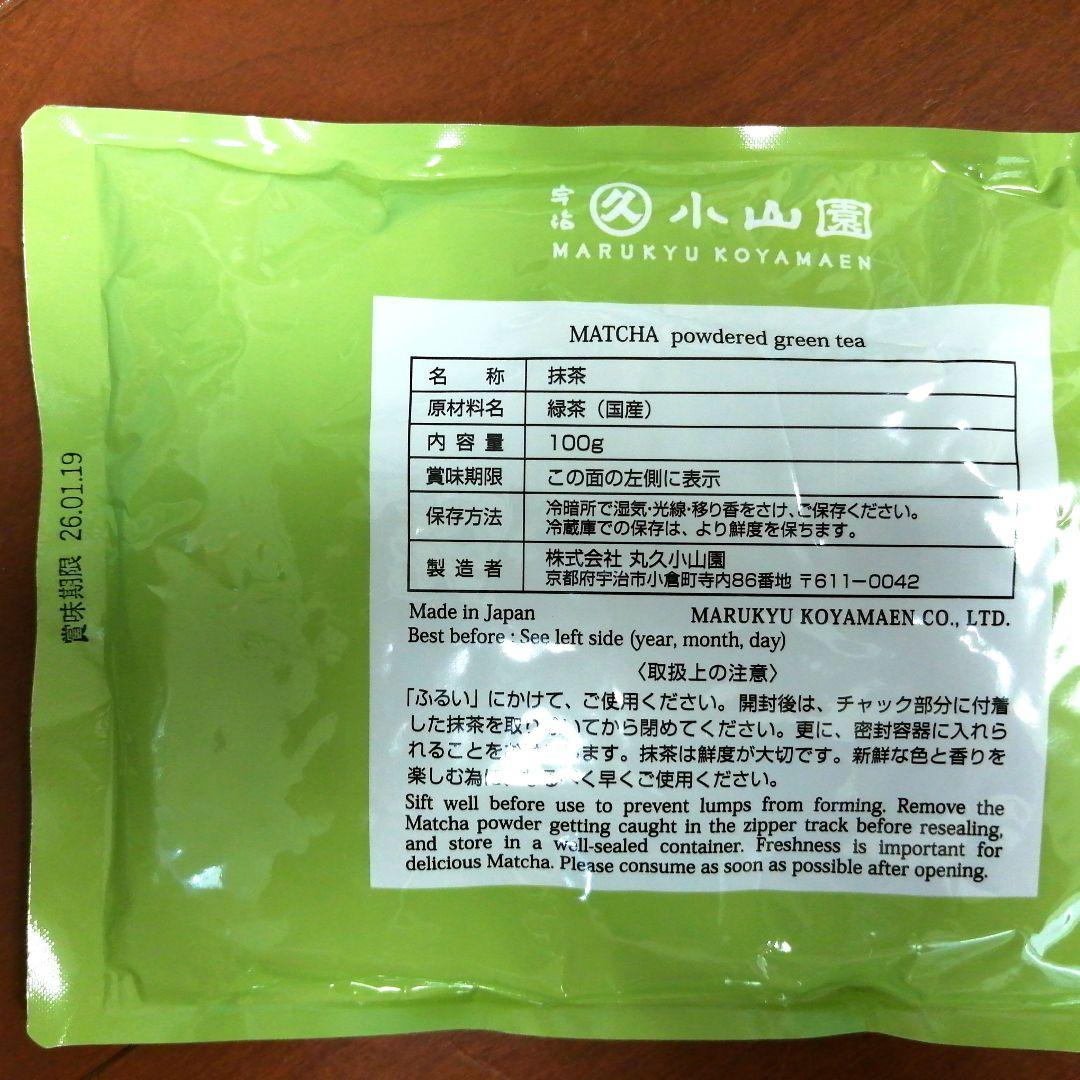 宇治 久 小山園
MARUKYU KOYAMAEN
MATCHA powdered green tea
名 称 抹茶
原材料名 緑茶（国産）
内容量 100g
賞味期限 この面の左側に表示
保存方法 冷暗所で湿気・光線・移り香をさけ、ご保存ください。
冷蔵庫での保存は、より鮮度を保ちます。
製造者 株式会社 丸久小山園
京都府宇治市小倉町寺内86番地 〒611-0042
Made in Japan MARUKYU KOYAMAEN CO., LTD.
Best before : See left side (year, month, day)
〈取扱上の注意〉
「ふるい」にかけて、ご使用ください。開封後は、チャック部分に付着
した抹茶を取り いてから閉めてください。更に、密封容器に入れら
れることを します。抹茶は鮮度が大切です。新鮮な色と香りを
楽しむ為に く早くご使用ください。
Sift well before use to prevent lumps from forming. Remove the
Matcha powder getting caught in the zipper track before resealing,
and store in a well-sealed container. Freshness is important for
delicious Matcha. Please consume as soon as possible after opening.
賞味期限 26.01.19